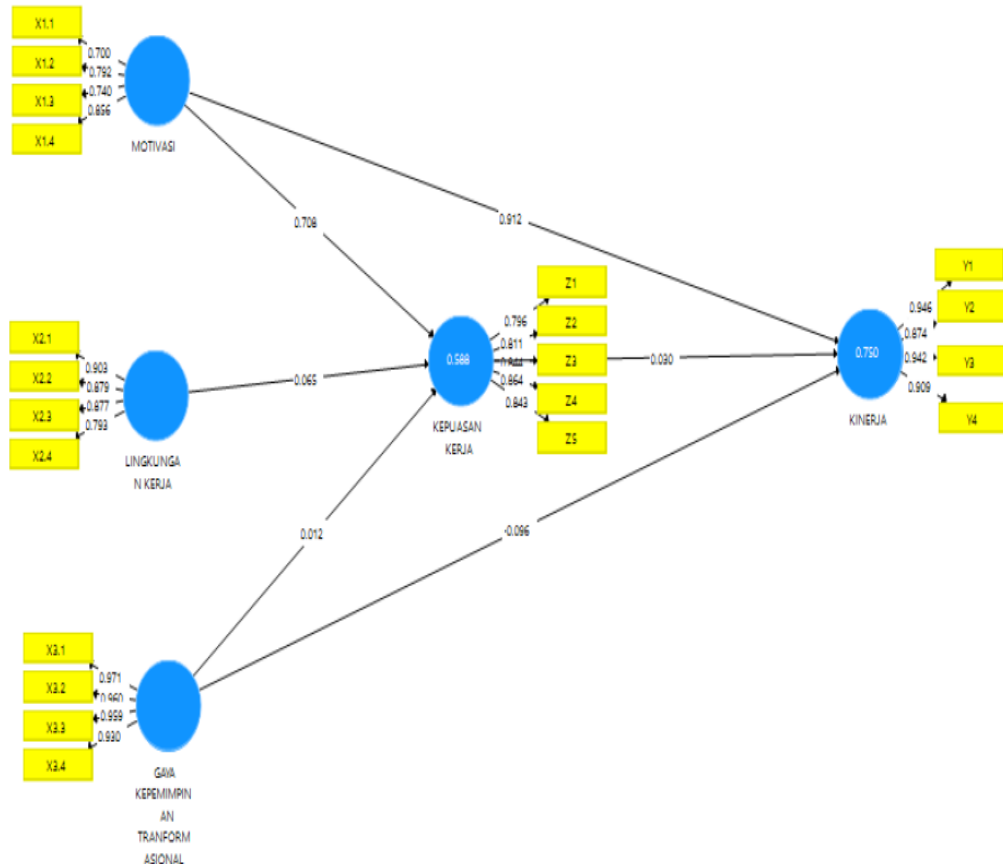 X1.1
X1.2
X1.3
X1.4
0.700
0.792
0.740
0.856
MOTIVASI
0.708
0.912
X2.1
X2.2
X2.3
X2.4
0.903
0.879
0.877
0.793
LINGKUNGA
N KERJA
0.065
0.588
KEPUASAN
KERJA
0.796
0.811
0.864
0.843
Z1
Z2
Z3
Z4
Z5
0.030
0.750
KINERJA
0.946
0.874
0.942
0.909
Y1
Y2
Y3
Y4
0.012
-0.096
X3.1
X3.2
X3.3
X3.4
0.971
0.960
0.959
0.930
GAYA
KEPEMIMPIN
AN
TRANFORM
ASIONAL